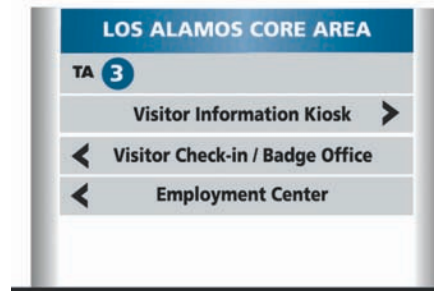 LOS ALAMOS CORE AREA
TA 3
Visitor Information Kiosk >
< Visitor Check-in / Badge Office
< Employment Center